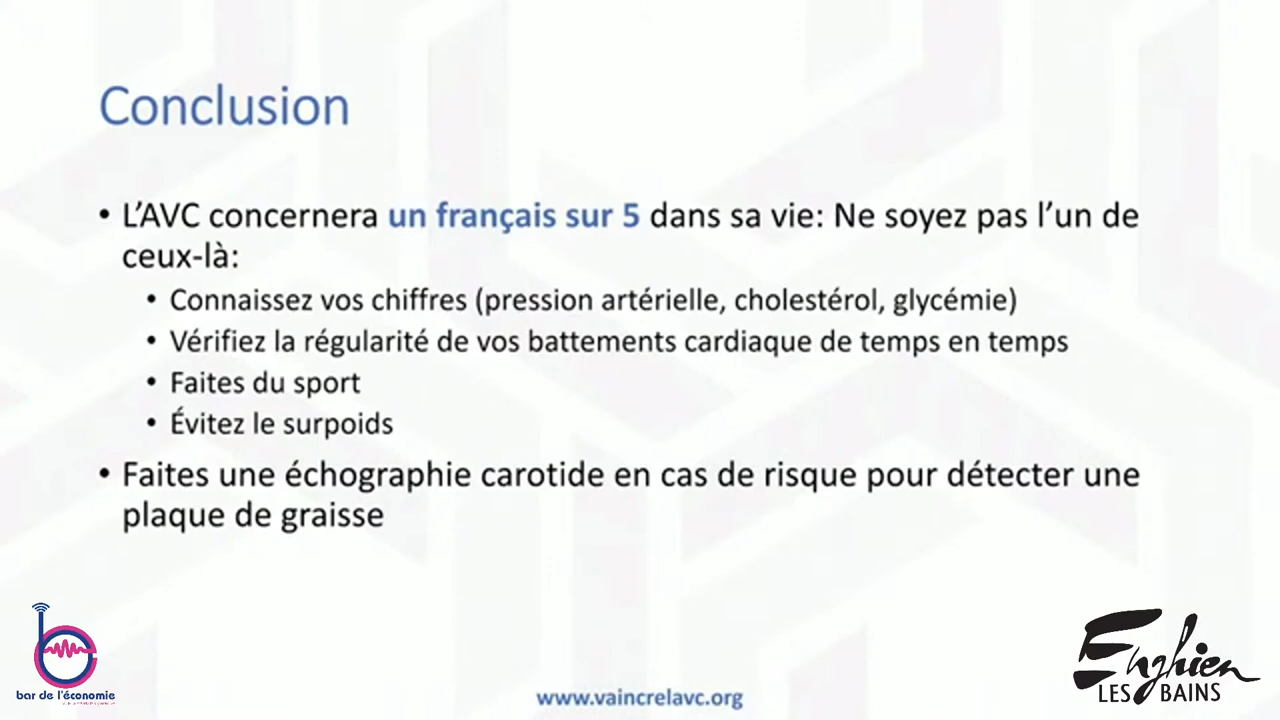 Conclusion
• L’AVC concernera un français sur 5 dans sa vie: Ne soyez pas l’un de
ceux-là:
• Connaissez vos chiffres (pression artérielle, cholestérol, glycémie)
• Vérifiez la régularité de vos battements cardiaque de temps en temps
• Faites du sport
• Évitez le surpoids
• Faites une échographie carotide en cas de risque pour détecter une
plaque de graisse
bar de l'économie
www.vaincrelavc.org
Enghien
LES BAINS